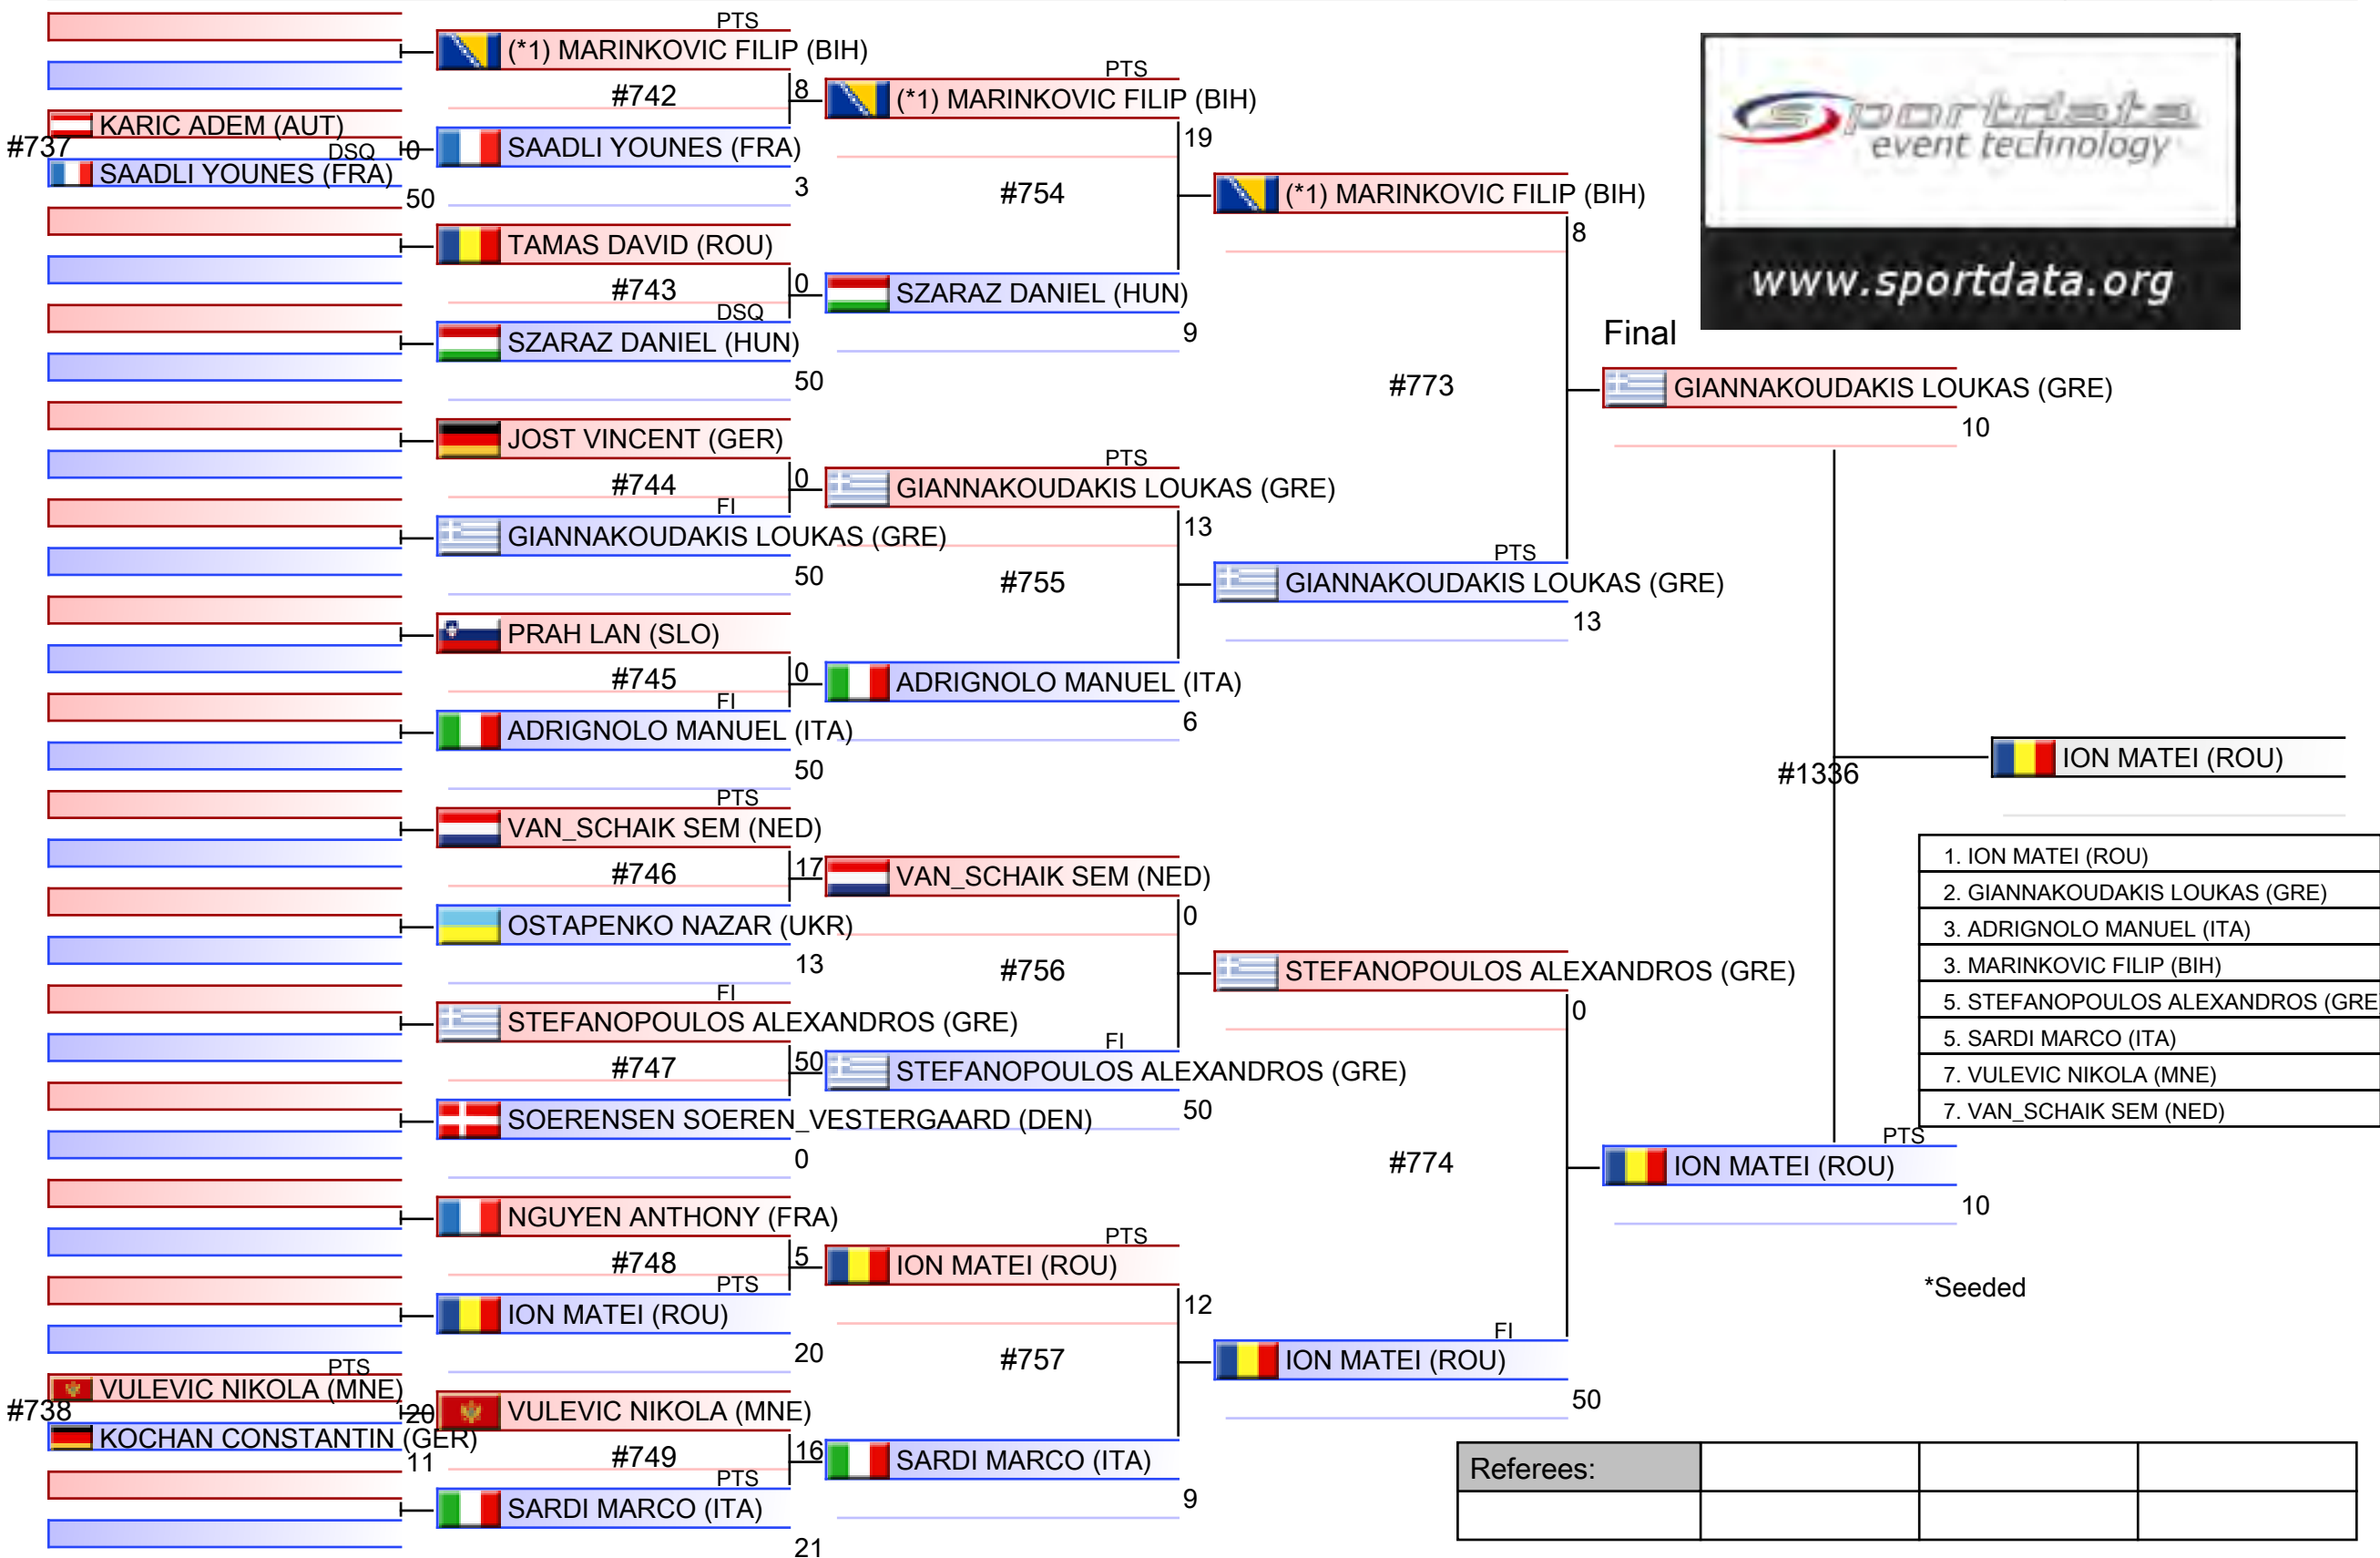 PTS
(*1) MARINKOVIC FILIP (BIH)
#742
8
SAADLI YOUNES (FRA)
3
#737
KARIC ADEM (AUT)
DSQ
0
SAADLI YOUNES (FRA)
50
TAMAS DAVID (ROU)
#743
0
DSQ
SZARAZ DANIEL (HUN)
50
JOST VINCENT (GER)
#744
0
FI
GIANNAKOUDAKIS LOUKAS (GRE)
50
PRAH LAN (SLO)
#745
0
FI
ADRIGNOLO MANUEL (ITA)
50
PTS
VAN_SCHAIK SEM (NED)
#746
17
OSTAPENKO NAZAR (UKR)
13
FI
STEFANOPOULOS ALEXANDROS (GRE)
#747
50
SOERENSEN SOEREN_VESTERGAARD (DEN)
0
NGUYEN ANTHONY (FRA)
#748
5
PTS
ION MATEI (ROU)
20
#738
PTS
VULEVIC NIKOLA (MNE)
20
KOCHAN CONSTANTIN (GER)
11
VULEVIC NIKOLA (MNE)
#749
16
PTS
SARDI MARCO (ITA)
21
PTS
(*1) MARINKOVIC FILIP (BIH)
19
#754
SZARAZ DANIEL (HUN)
9
PTS
GIANNAKOUDAKIS LOUKAS (GRE)
13
#755
ADRIGNOLO MANUEL (ITA)
6
VAN_SCHAIK SEM (NED)
0
#756
FI
STEFANOPOULOS ALEXANDROS (GRE)
50
PTS
ION MATEI (ROU)
12
#757
SARDI MARCO (ITA)
9
(*1) MARINKOVIC FILIP (BIH)
8
#773
PTS
GIANNAKOUDAKIS LOUKAS (GRE)
13
STEFANOPOULOS ALEXANDROS (GRE)
0
#774
FI
ION MATEI (ROU)
50
sportdata
event technology
www.sportdata.org
Final
GIANNAKOUDAKIS LOUKAS (GRE)
10
#1336
PTS
ION MATEI (ROU)
10
ION MATEI (ROU)
1. ION MATEI (ROU)
2. GIANNAKOUDAKIS LOUKAS (GRE)
3. ADRIGNOLO MANUEL (ITA)
3. MARINKOVIC FILIP (BIH)
5. STEFANOPOULOS ALEXANDROS (GRE
5. SARDI MARCO (ITA)
7. VULEVIC NIKOLA (MNE)
7. VAN_SCHAIK SEM (NED)
*Seeded
Referees: